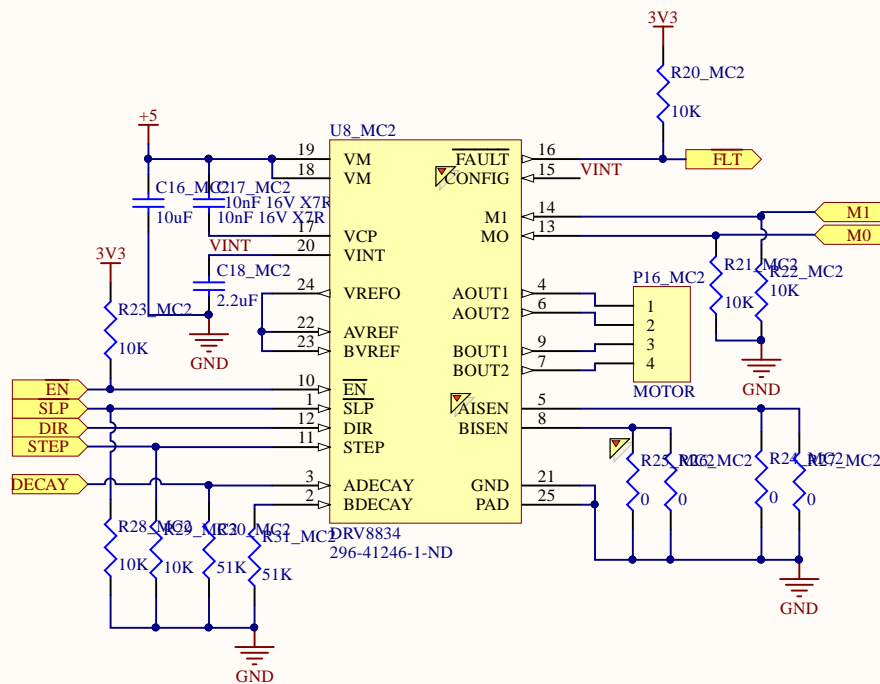 3V3
R20_MC2
10K
+5
U8_MC2
19
VM
FAULT
16
FLT
18
VM
CONFIG
15
VINT
C16_MC2
10uF
C17_MC2
10nF 16V X7R
10nF 16V X7R
M1
14
M1
17
VCP
MO
13
M0
VINT
20
VINT
3V3
C18_MC2
2.2uF
R21_MC2
10K
R22_MC2
10K
P16_MC2
24
VREFO
AOUT1
4
1
R23_MC2
10K
AOUT2
6
2
22
AVREF
BOUT1
9
3
23
BVREF
BOUT2
7
4
GND
GND
MOTOR
EN
10
EN
SLP
1
SLP
AISEN
5
DIR
12
DIR
BISEN
8
STEP
11
STEP
R25_MC2
0
R26_MC2
0
R24_MC2
0
R27_MC2
0
DECAY
3
ADECAY
GND
21
2
BDECAY
PAD
25
R28_MC2
10K
R29_MC2
10K
R30_MC2
51K
R31_MC2
51K
DRV8834
296-41246-1-ND
GND
GND